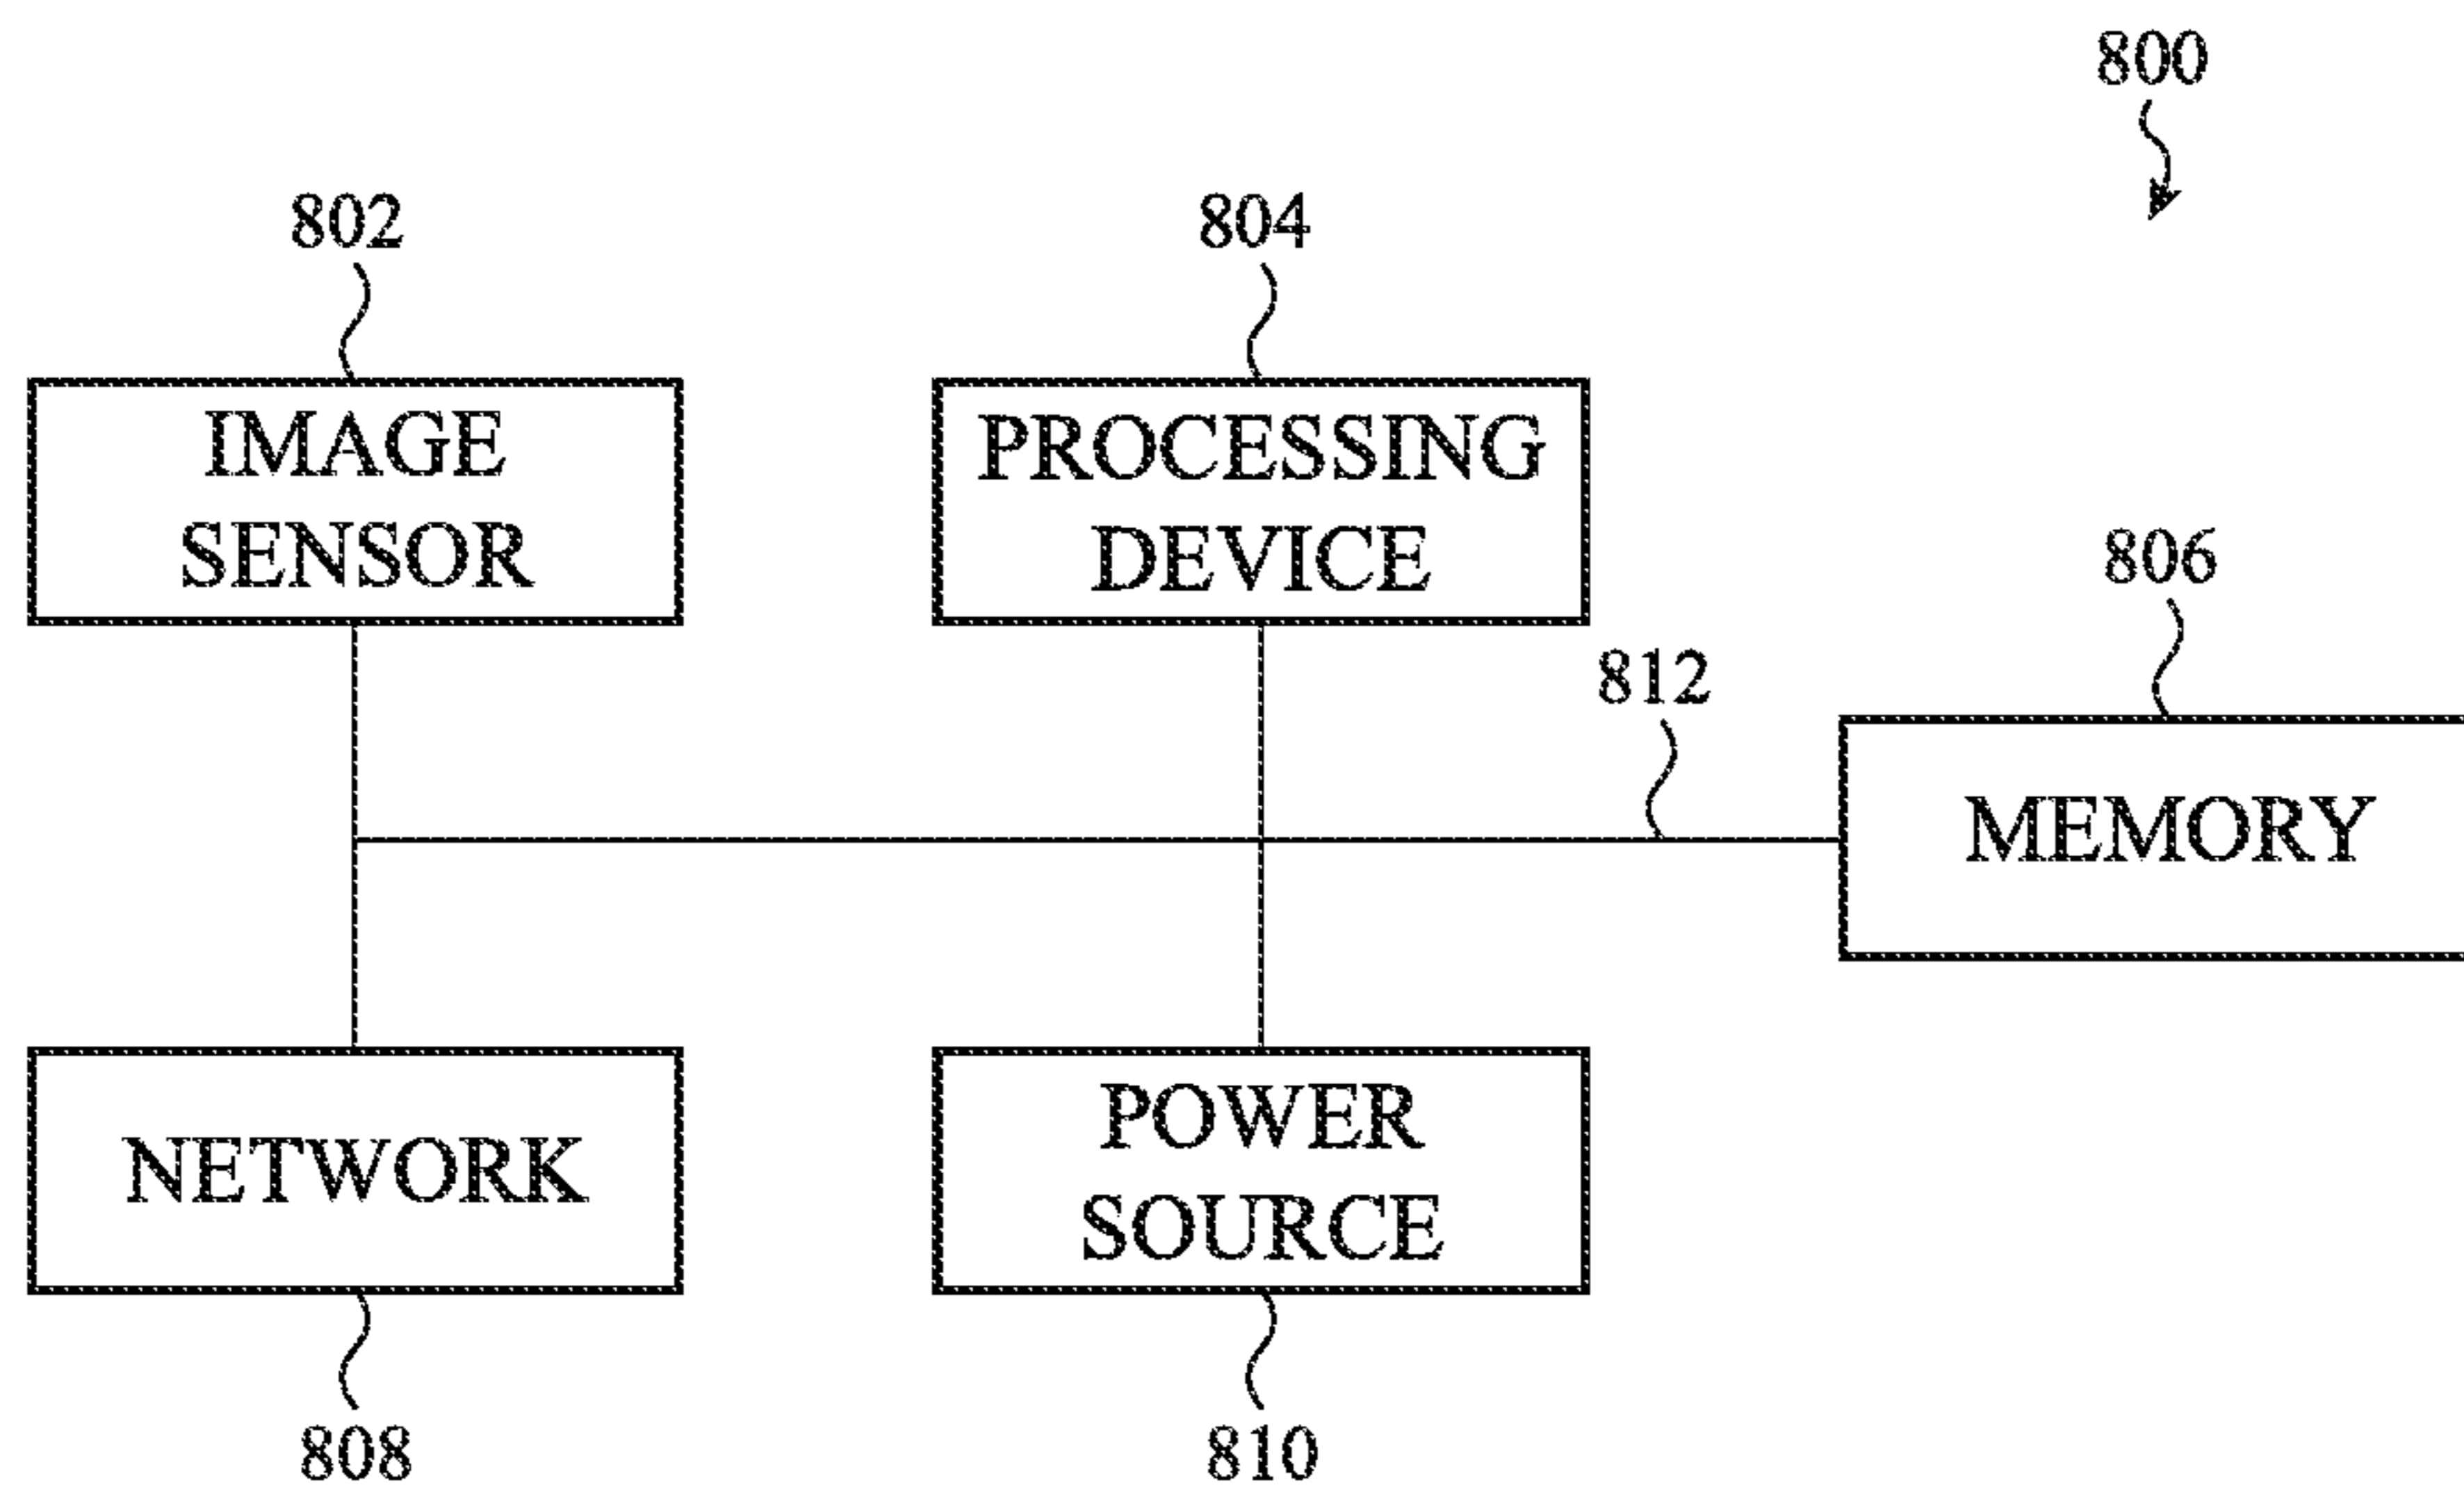 800
802
804
IMAGE
SENSOR
PROCESSING
DEVICE
806
812
MEMORY
NETWORK
POWER
SOURCE
808
810